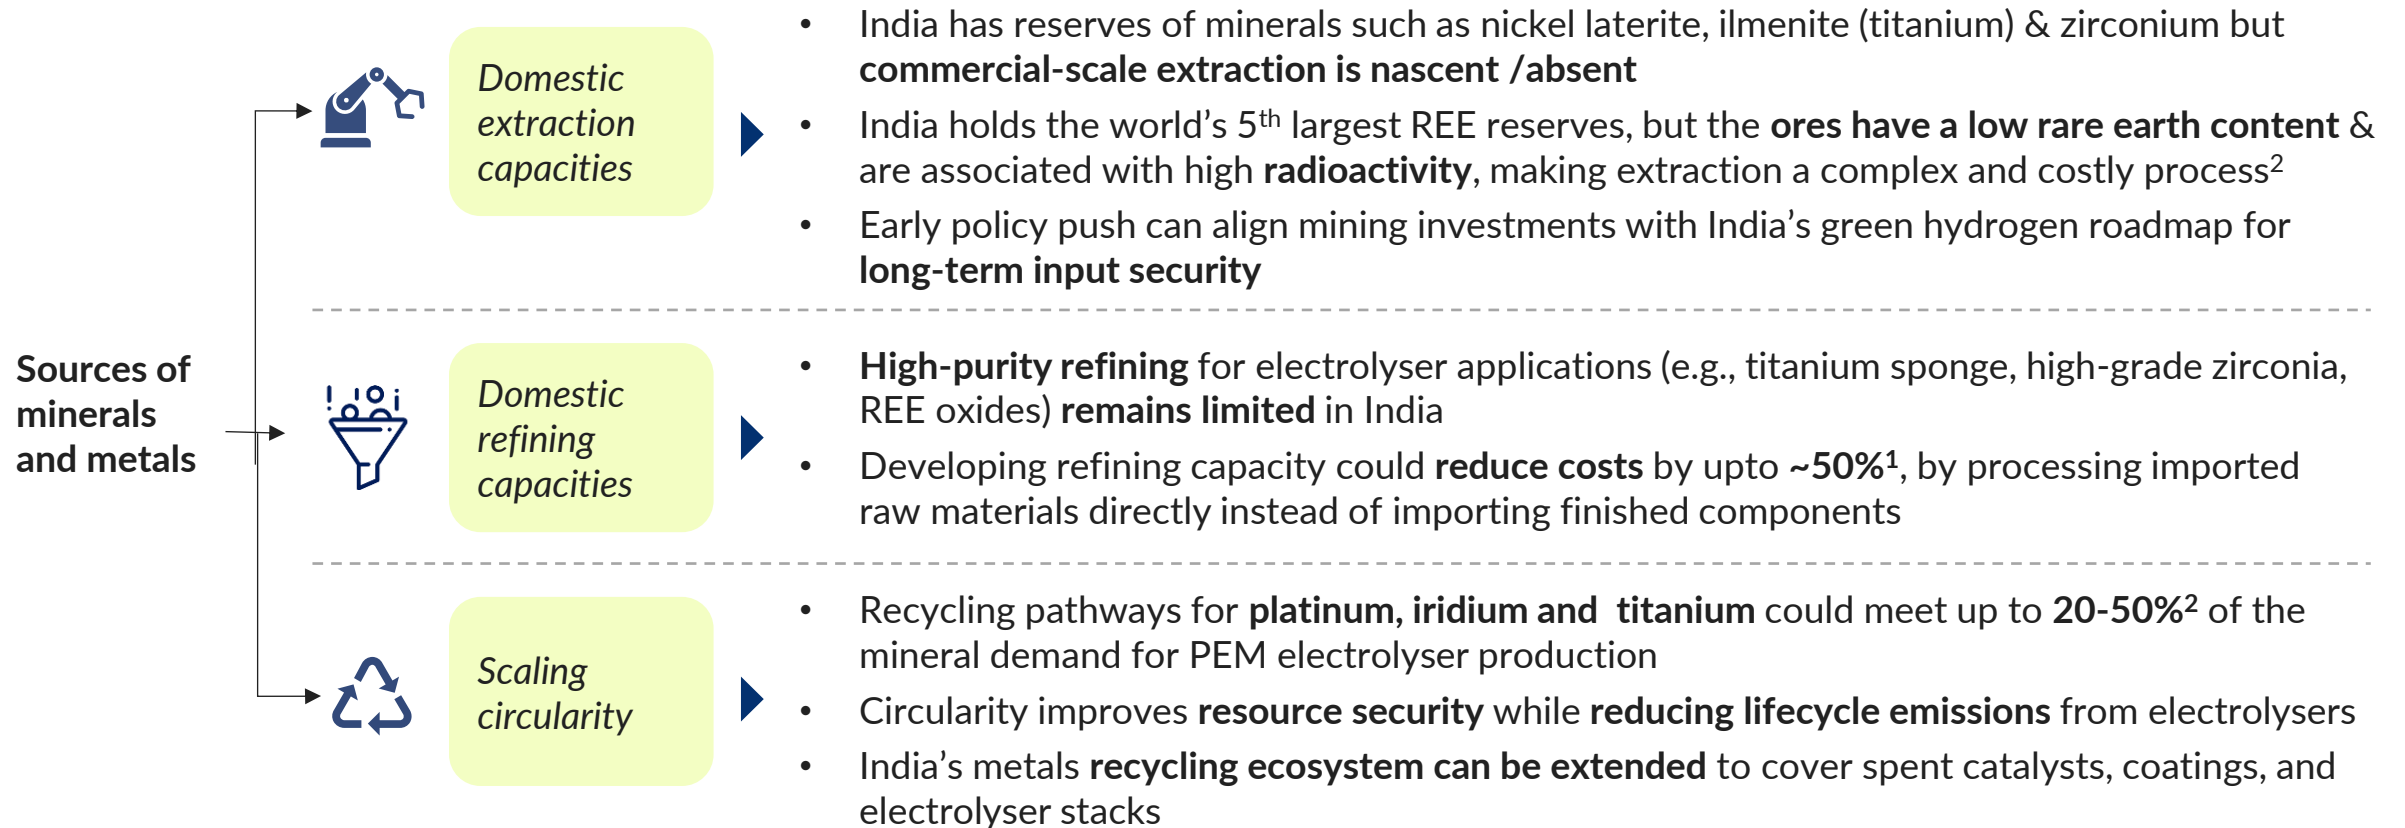 Sources of
minerals
and metals
Domestic
extraction
capacities
• India has reserves of minerals such as nickel laterite, ilmenite (titanium) & zirconium but
commercial-scale extraction is nascent /absent
• India holds the world’s 5th largest REE reserves, but the ores have a low rare earth content &
are associated with high radioactivity, making extraction a complex and costly process2
• Early policy push can align mining investments with India’s green hydrogen roadmap for
long-term input security
Domestic
refining
capacities
• High-purity refining for electrolyser applications (e.g., titanium sponge, high-grade zirconia,
REE oxides) remains limited in India
• Developing refining capacity could reduce costs by upto ~50%1, by processing imported
raw materials directly instead of importing finished components
Scaling
circularity
• Recycling pathways for platinum, iridium and  titanium could meet up to 20-50%2 of the
mineral demand for PEM electrolyser production
• Circularity improves resource security while reducing lifecycle emissions from electrolysers
• India’s metals recycling ecosystem can be extended to cover spent catalysts, coatings, and
electrolyser stacks